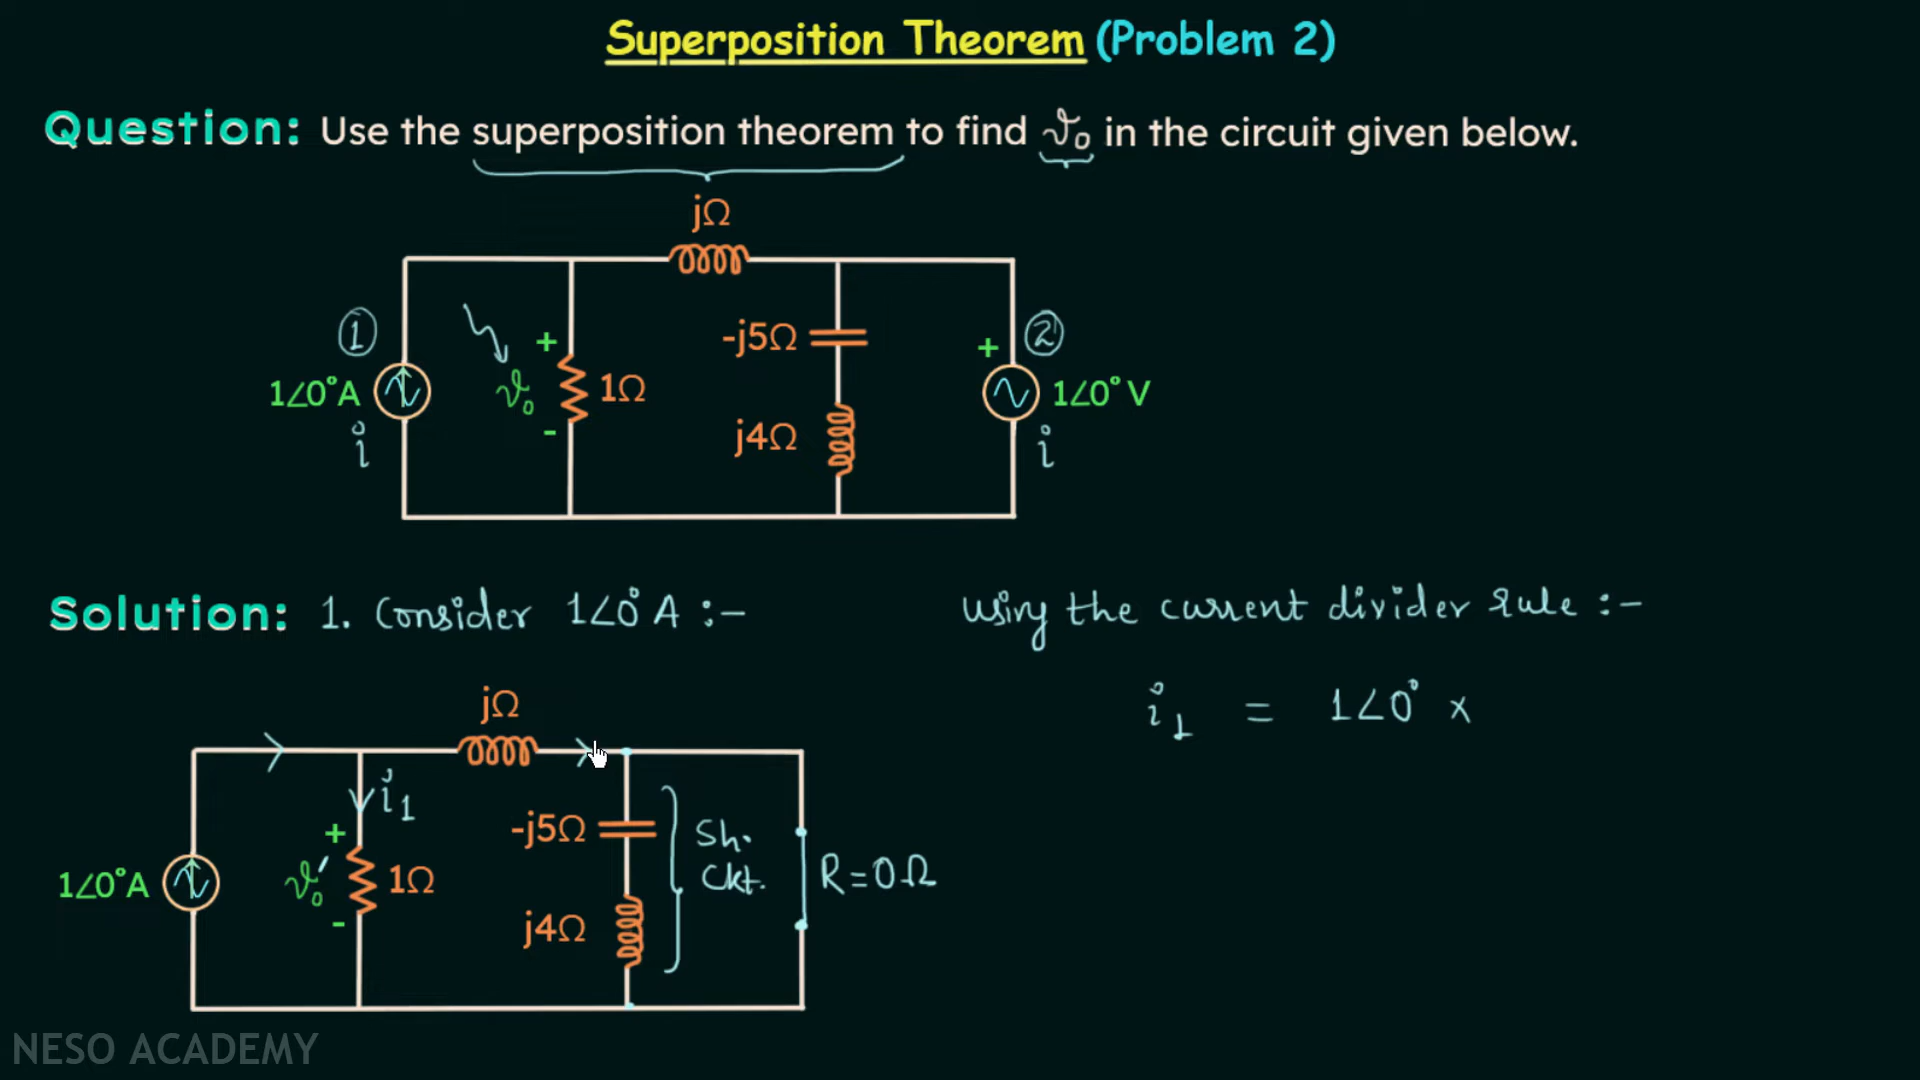 Superposition Theorem (Problem 2)
Question: Use the superposition theorem to find v₀ in the circuit given below.
jΩ
① ②
-j5Ω
+ +
1∠0°A v₀ 1Ω 1∠0° V
i - j4Ω i
Solution: 1. Consider 1∠0° A :- using the current divider rule :-
jΩ
i₁ = 1∠0° x
i₁
+ -j5Ω Sh.
1∠0°A v₀′ 1Ω Ckt. R=0Ω
- j4Ω
NESO ACADEMY